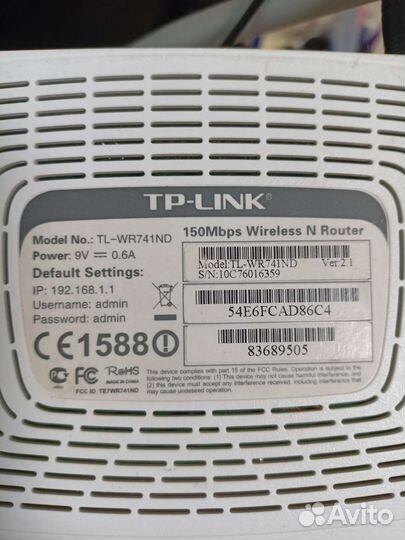 TP-LINK®
Model No.: TL-WR741ND
Power: 9V ⎓ 0.6A
Default Settings:
IP: 192.168.1.1
Username: admin
Password: admin
CE1588
FC RoHS
MADE IN CHINA
FCC ID: TE7WR741ND
150Mbps Wireless N Router
Model:TL-WR741ND Ver:2.1
S/N:10C76016359
54E6FCAD86C4
83689505
This device complies with part 15 of the FCC Rules. Operation is subject to the following two conditions: (1) This device may not cause harmful interference, and (2) this device must accept any interference received, including interference that may cause undesired operation.
Avito